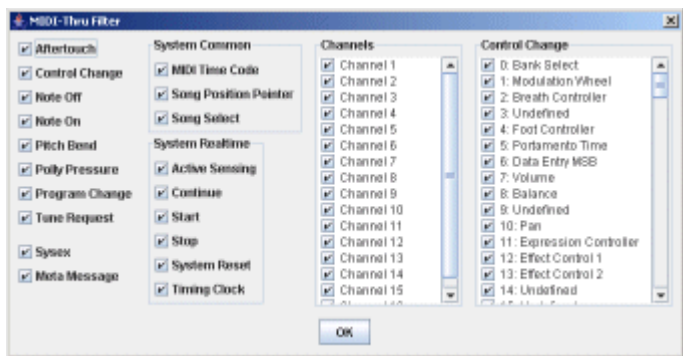 MIDI-Thru Filter
Aftertouch
Control Change
Note Off
Note On
Pitch Bend
Polly Pressure
Program Change
Tune Request
Sysex
Meta Message
System Common
MIDI Time Code
Song Position Pointer
Song Select
System Realtime
Active Sensing
Continue
Start
Stop
System Reset
Timing Clock
Channels
Channel 1
Channel 2
Channel 3
Channel 4
Channel 5
Channel 6
Channel 7
Channel 8
Channel 9
Channel 10
Channel 11
Channel 12
Channel 13
Channel 14
Channel 15
Control Change
0: Bank Select
1: Modulation Wheel
2: Breath Controller
3: Undefined
4: Foot Controller
5: Portamento Time
6: Data Entry MSB
7: Volume
8: Balance
9: Undefined
10: Pan
11: Expression Controller
12: Effect Control 1
13: Effect Control 2
14: Undefined
OK